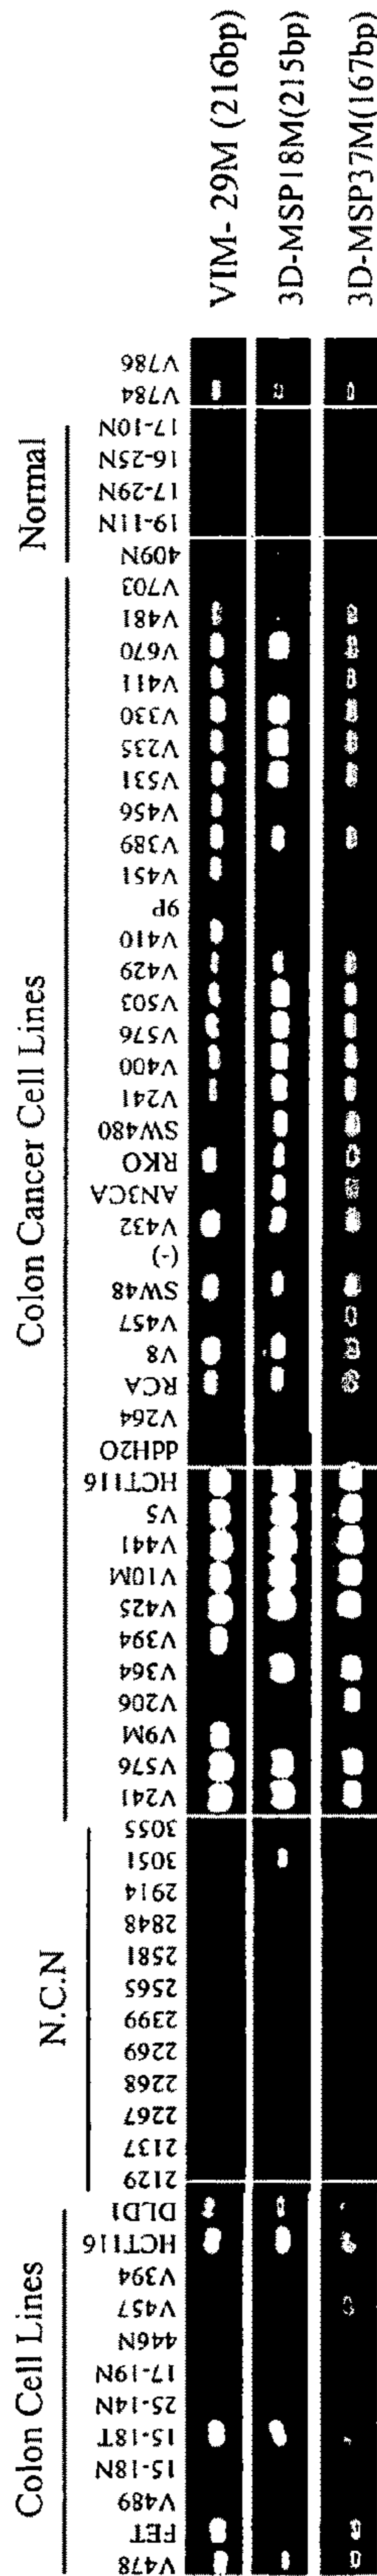 VIM- 29M (216bp)
3D-MSP18M(215bp)
3D-MSP37M(167bp)
Colon Cell Lines
N.C.N
Colon Cancer Cell Lines
Normal
V478
FET
V489
15-18N
15-18T
25-14N
17-19N
446N
V457
V394
HCT116
DLD1
2129
2137
2267
2268
2269
2399
2565
2581
2848
2914
3051
3055
V241
V576
V9M
V206
V364
V394
V425
V10M
V441
V5
HCT116
ddH2O
V264
RCA
V8
V457
SW48
(-)
V432
AN3CA
RKO
SW480
V241
V400
V576
V503
V429
V410
9P
V451
V389
V456
V531
V235
V330
V411
V670
V481
V703
409N
19-11N
17-29N
16-25N
17-10N
V784
V786